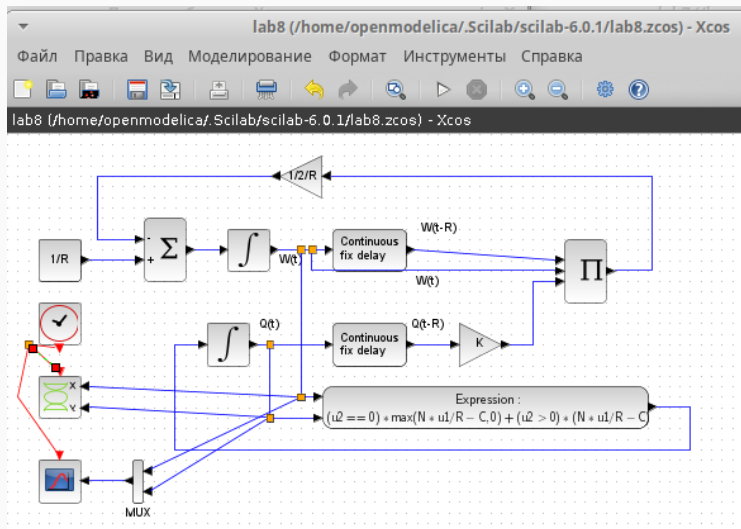 lab8 (/home/openmodelica/.Scilab/scilab-6.0.1/lab8.zcos) - Xcos
Файл Правка Вид Моделирование Формат Инструменты Справка
lab8 (/home/openmodelica/.Scilab/scilab-6.0.1/lab8.zcos) - Xcos
1/2/R
W(t-R)
1/R
-
+
Σ
∫
W(t)
Continuous
fix delay
W(t)
Π
Q(t)
Q(t-R)
∫
Continuous
fix delay
K
X
Y
Expression :
(u2 == 0) * max(N * u1/R − C, 0) + (u2 > 0) * (N * u1/R − C
MUX